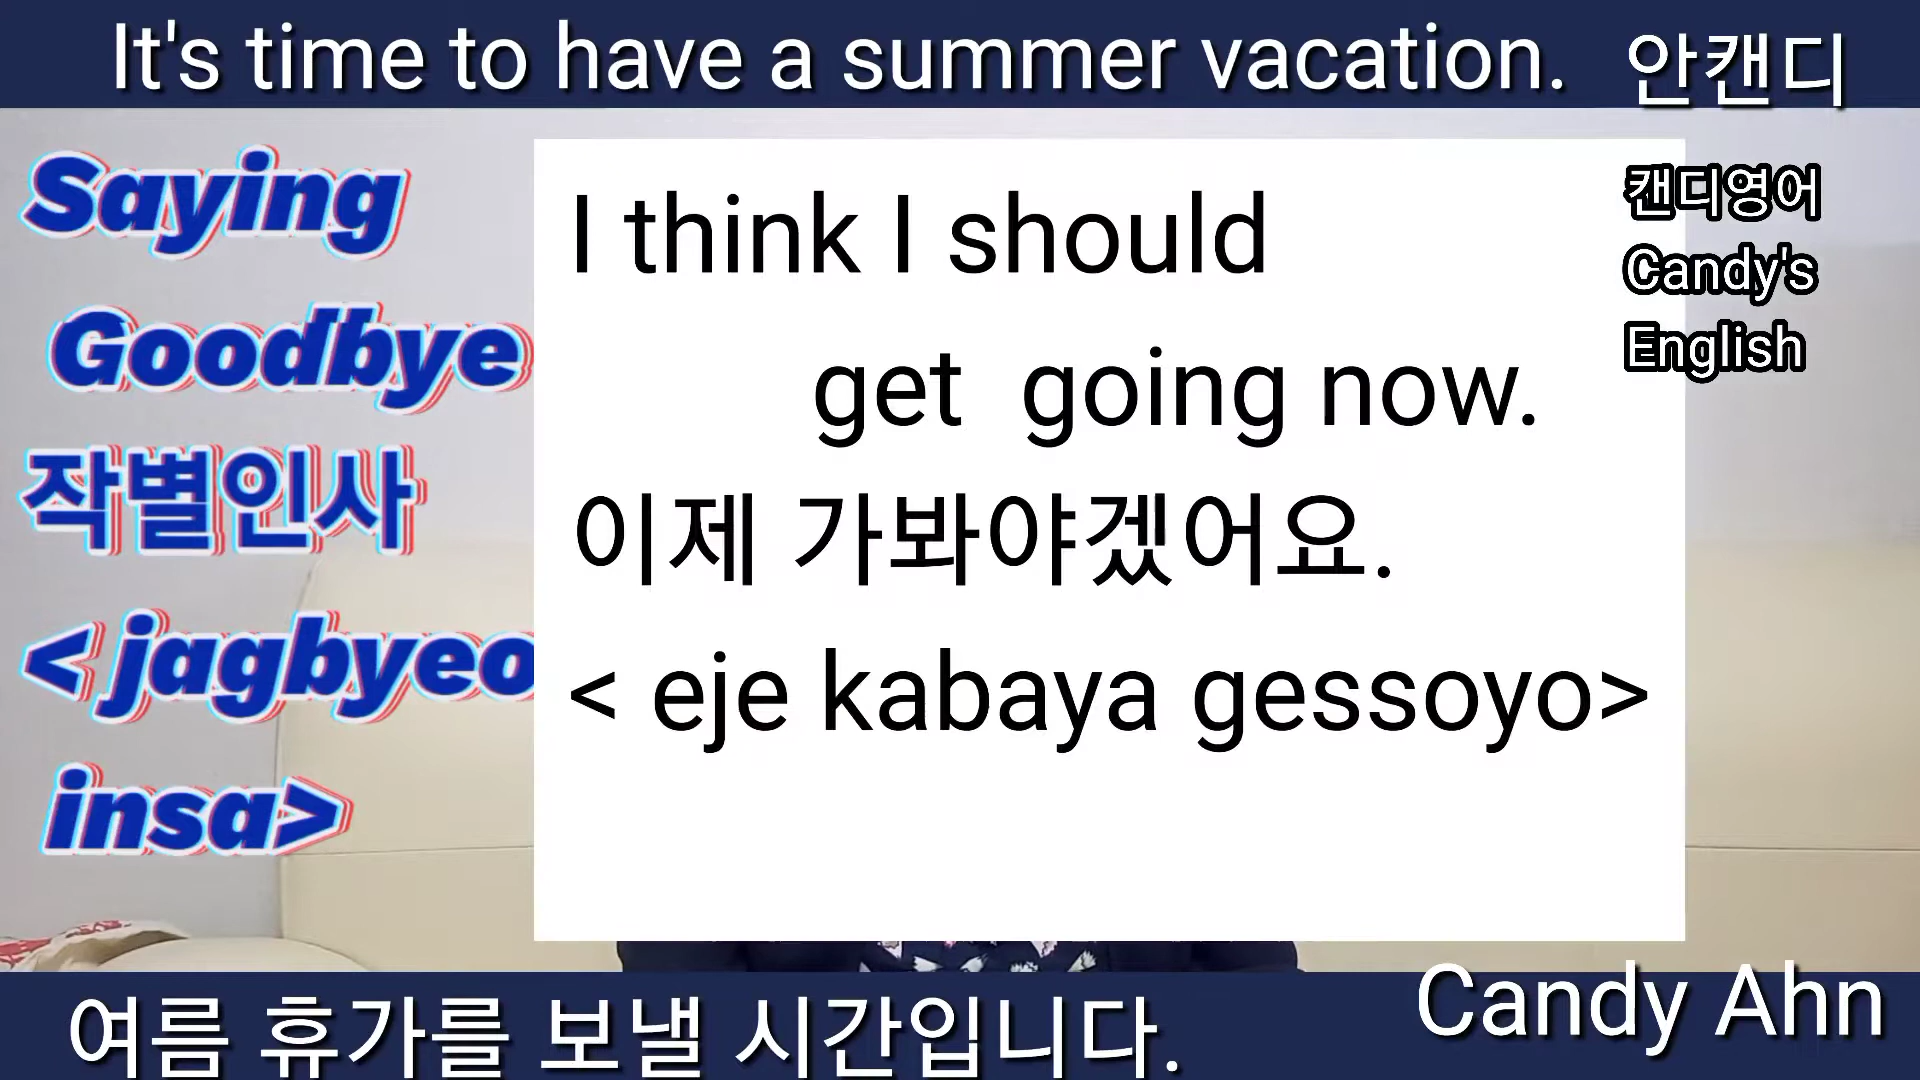 It's time to have a summer vacation.
안캔디
Saying
Goodbye
작별인사
< jagbyeo
insa>
I think I should
get going now.
이제 가봐야겠어요.
< eje kabaya gessoyo>
캔디영어
Candy's
English
여름 휴가를 보낼 시간입니다.
Candy Ahn